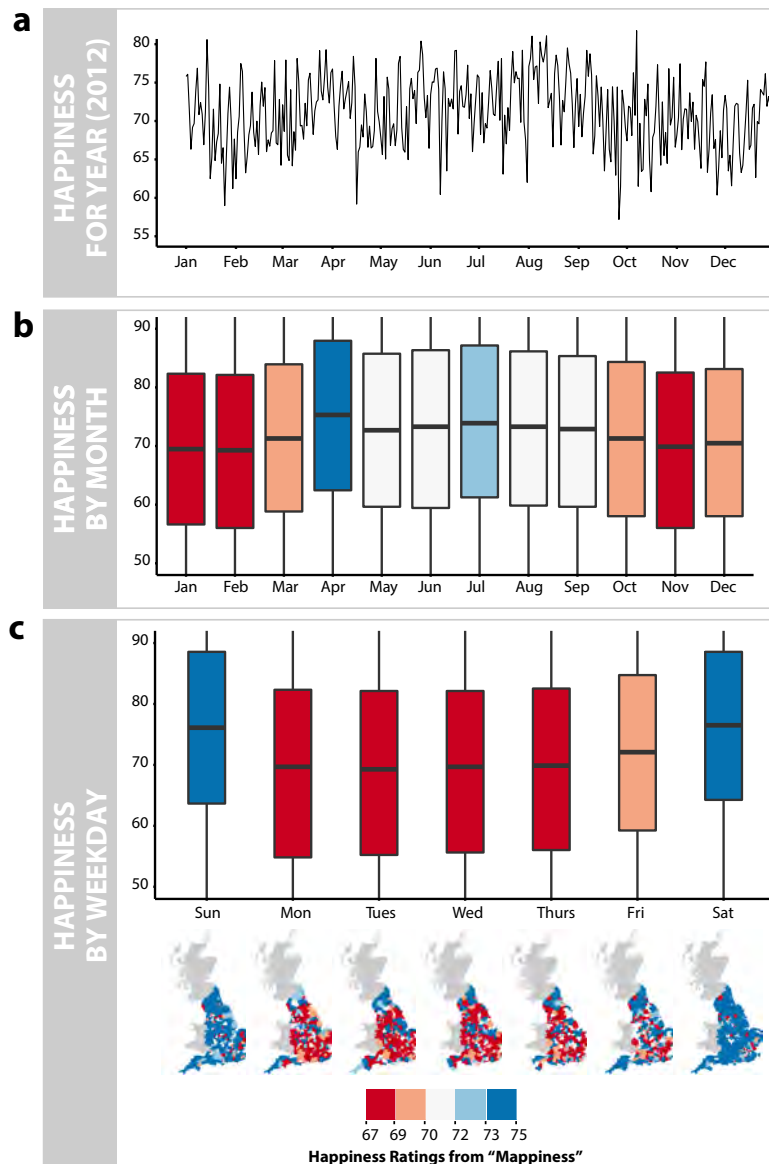 a
HAPPINESS
FOR YEAR (2012)
80
75
70
65
60
55
Jan Feb Mar Apr May Jun Jul Aug Sep Oct Nov Dec
b
HAPPINESS
BY MONTH
90
80
70
60
50
Jan Feb Mar Apr May Jun Jul Aug Sep Oct Nov Dec
c
HAPPINESS
BY WEEKDAY
90
80
70
60
50
Sun Mon Tues Wed Thurs Fri Sat
67 69 70 72 73 75
Happiness Ratings from “Mappiness”